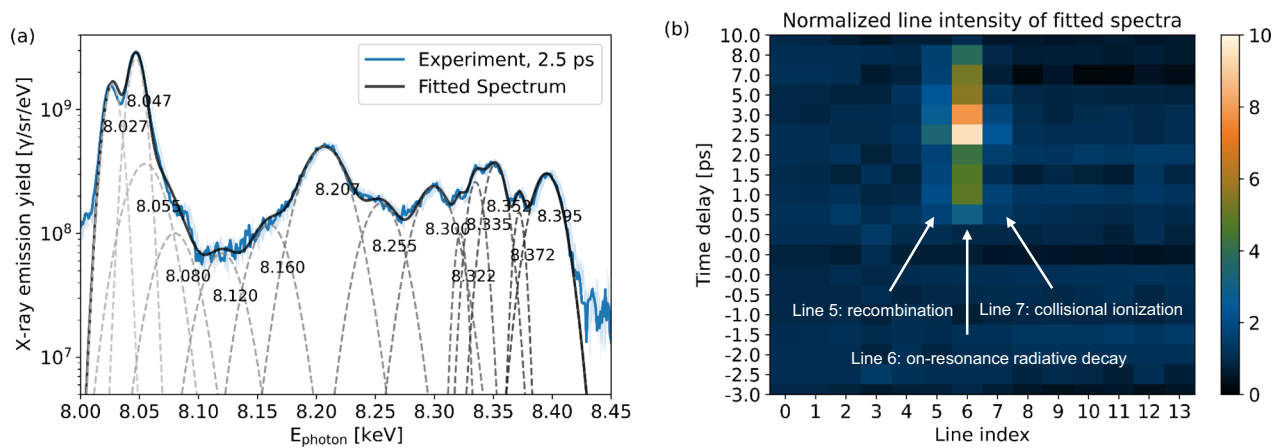 (a)
Experiment, 2.5 ps
Fitted Spectrum
X-ray emission yield [γ/sr/eV]
10⁹
10⁸
10⁷
8.027
8.047
8.055
8.080
8.120
8.160
8.207
8.255
8.300
8.322
8.335
8.352
8.372
8.395
8.00 8.05 8.10 8.15 8.20 8.25 8.30 8.35 8.40 8.45
E_photon [keV]
(b)
Normalized line intensity of fitted spectra
Time delay [ps]
10.0
8.0
7.0
5.0
3.0
2.5
2.0
1.5
1.0
0.5
-0.0
-0.0
-0.5
-1.0
-1.5
-2.0
-2.5
-3.0
Line 5: recombination
Line 7: collisional ionization
Line 6: on-resonance radiative decay
0 1 2 3 4 5 6 7 8 9 10 11 12 13
Line index
10
8
6
4
2
0